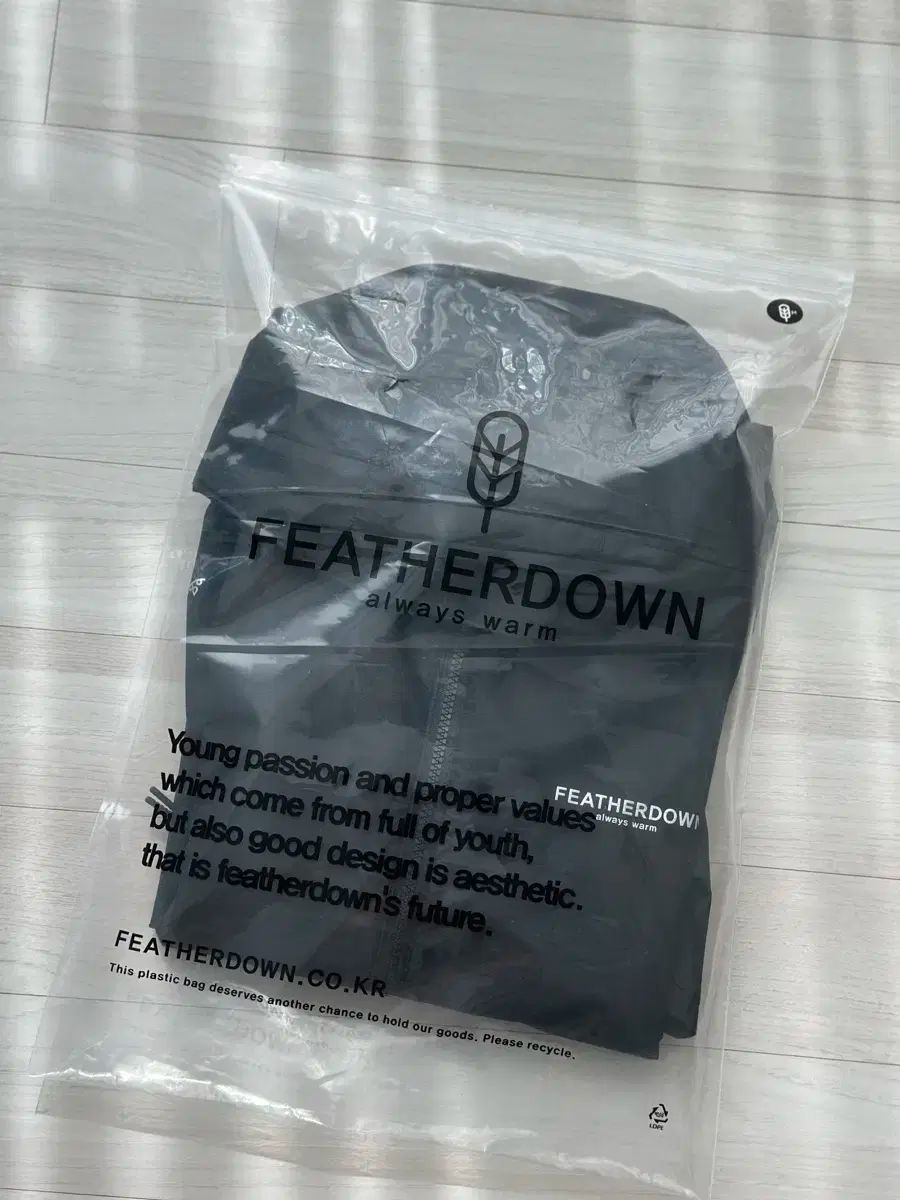 FEATHERDOWN
always warm
Young passion and proper values
which come from full of youth,
but also good design is aesthetic.
that is featherdown's future.
FEATHERDOWN
always warm
FEATHERDOWN.CO.KR
This plastic bag deserves another chance to hold our goods. Please recycle.
LDPE